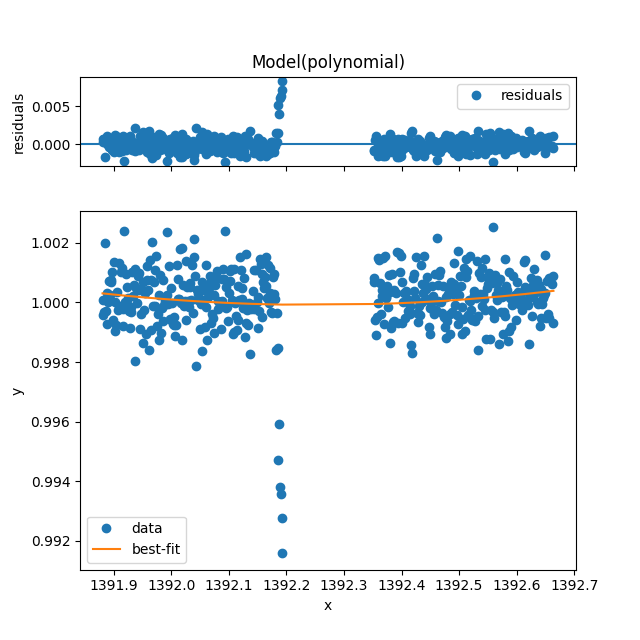 Model(polynomial)
residuals
0.005
0.000
residuals
y
1.002
1.000
0.998
0.996
0.994
0.992
data
best-fit
1391.9 1392.0 1392.1 1392.2 1392.3 1392.4 1392.5 1392.6 1392.7
x